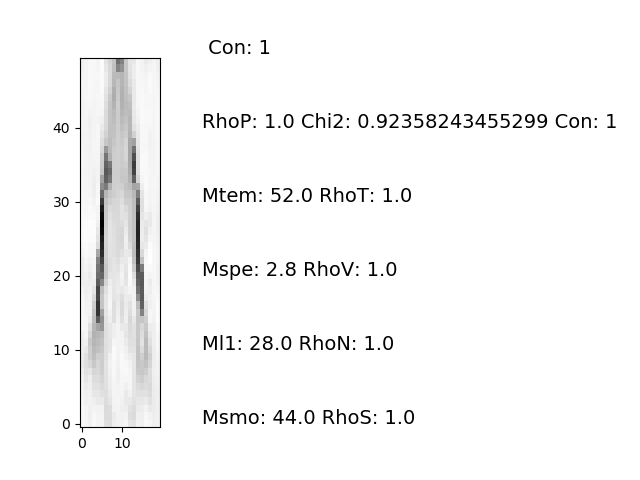 Con: 1
RhoP: 1.0 Chi2: 0.92358243455299 Con: 1
40
Mtem: 52.0 RhoT: 1.0
30
Mspe: 2.8 RhoV: 1.0
20
Ml1: 28.0 RhoN: 1.0
10
Msmo: 44.0 RhoS: 1.0
0
0 10